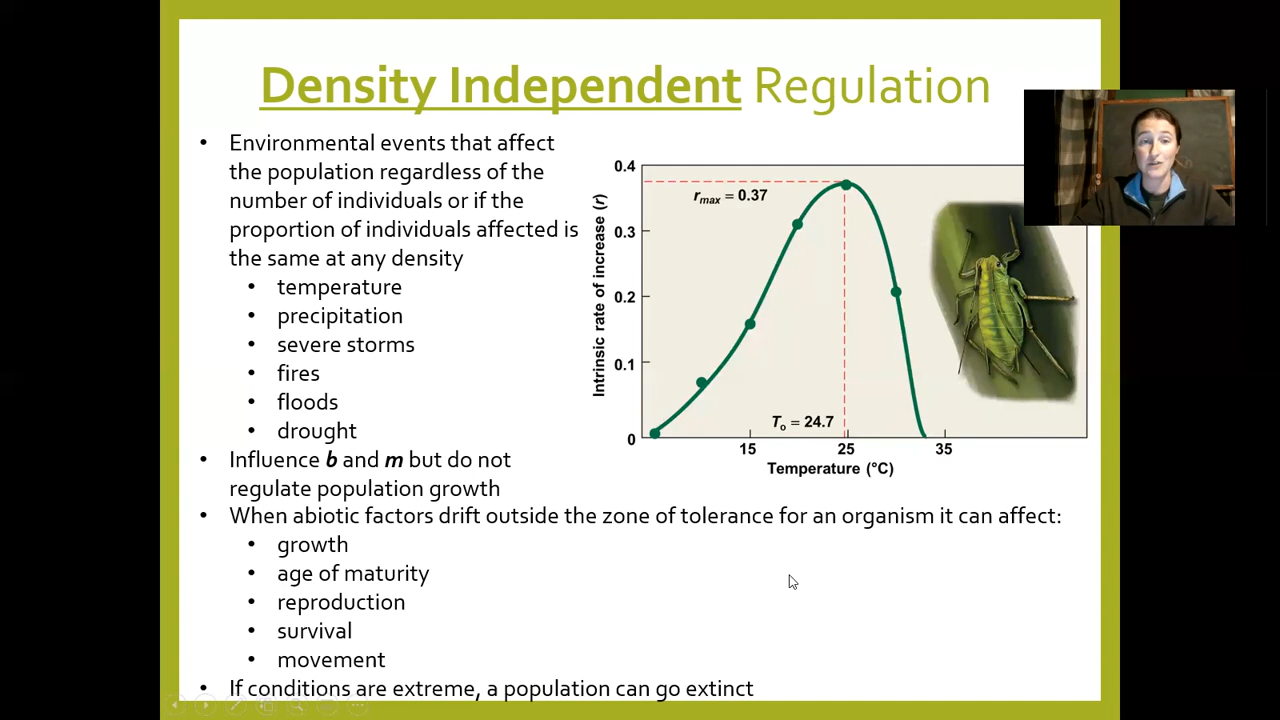 Density Independent Regulation
• Environmental events that affect
the population regardless of the
number of individuals or if the
proportion of individuals affected is
the same at any density
• temperature
• precipitation
• severe storms
• fires
• floods
• drought
• Influence b and m but do not
regulate population growth
• When abiotic factors drift outside the zone of tolerance for an organism it can affect:
• growth
• age of maturity
• reproduction
• survival
• movement
• If conditions are extreme, a population can go extinct
Intrinsic rate of increase (r)
0.4
0.3
0.2
0.1
0
rmax = 0.37
To = 24.7
15
25
35
Temperature (°C)